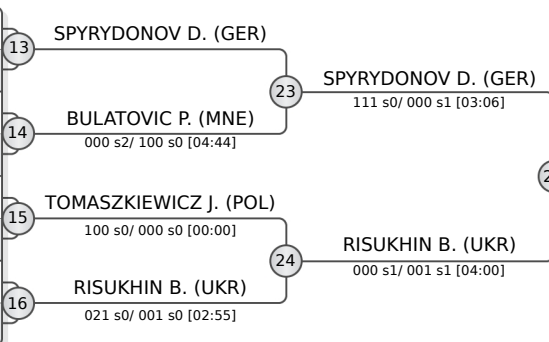 SPYRYDONOV D. (GER)
13
23
SPYRYDONOV D. (GER)
111 s0/ 000 s1 [03:06]
BULATOVIC P. (MNE)
14
000 s2/ 100 s0 [04:44]
TOMASZKIEWICZ J. (POL)
15
100 s0/ 000 s0 [00:00]
24
RISUKHIN B. (UKR)
000 s1/ 001 s1 [04:00]
RISUKHIN B. (UKR)
16
021 s0/ 001 s0 [02:55]